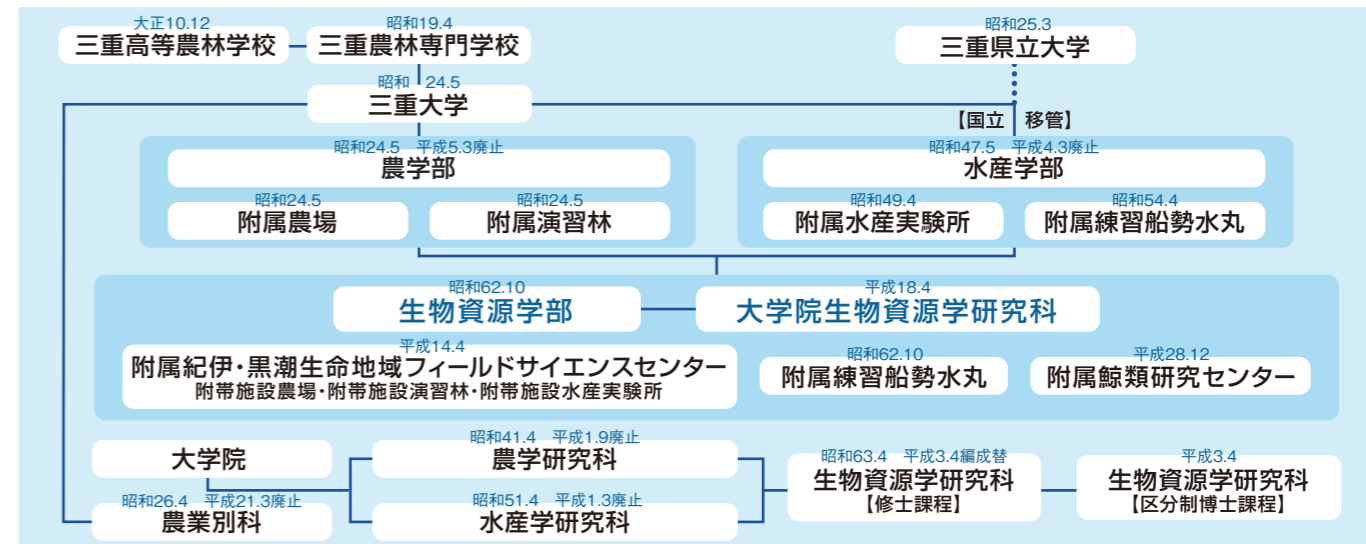 大正10.12
三重高等農林学校
昭和19.4
三重農林専門学校
昭和25.3
三重県立大学
昭和 24.5
三重大学
【国立 移管】
昭和24.5 平成5.3廃止
農学部
昭和24.5
附属農場
昭和24.5
附属演習林
昭和47.5 平成4.3廃止
水産学部
昭和49.4
附属水産実験所
昭和54.4
附属練習船勢水丸
昭和62.10
生物資源学部
平成18.4
大学院生物資源学研究科
平成14.4
附属紀伊・黒潮生命地域フィールドサイエンスセンター
附帯施設農場・附帯施設演習林・附帯施設水産実験所
昭和62.10
附属練習船勢水丸
平成28.12
附属鯨類研究センター
大学院
昭和26.4 平成21.3廃止
農業別科
昭和41.4 平成1.9廃止
農学研究科
昭和51.4 平成1.3廃止
水産学研究科
昭和63.4 平成3.4編成替
生物資源学研究科
【修士課程】
平成3.4
生物資源学研究科
【区分制博士課程】